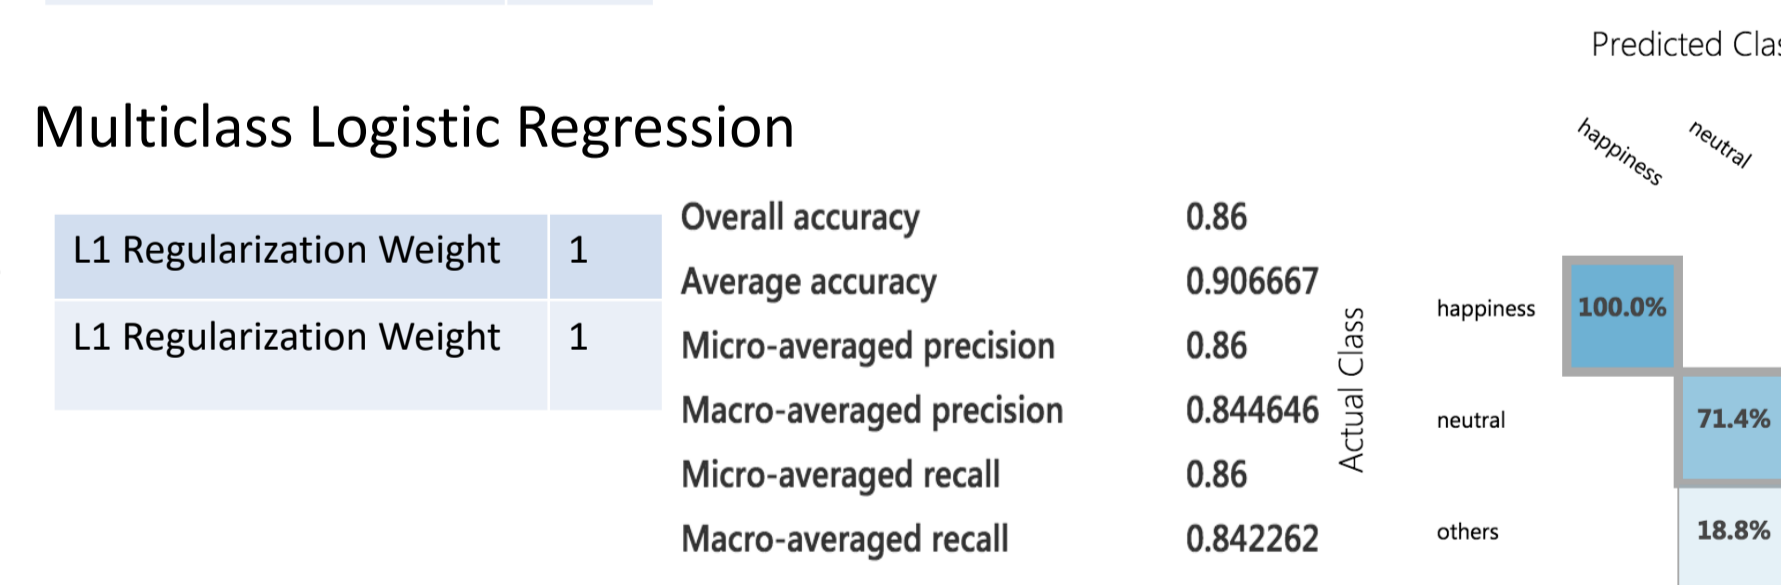 Predicted
Multiclass Logistic Regression
happiness
neutral
L1 Regularization Weight 1
L1 Regularization Weight 1
Overall accuracy 0.86
Average accuracy 0.906667
Micro-averaged precision 0.86
Macro-averaged precision 0.844646
Micro-averaged recall 0.86
Macro-averaged recall 0.842262
Actual Class
happiness 100.0%
neutral 71.4%
others 18.8%